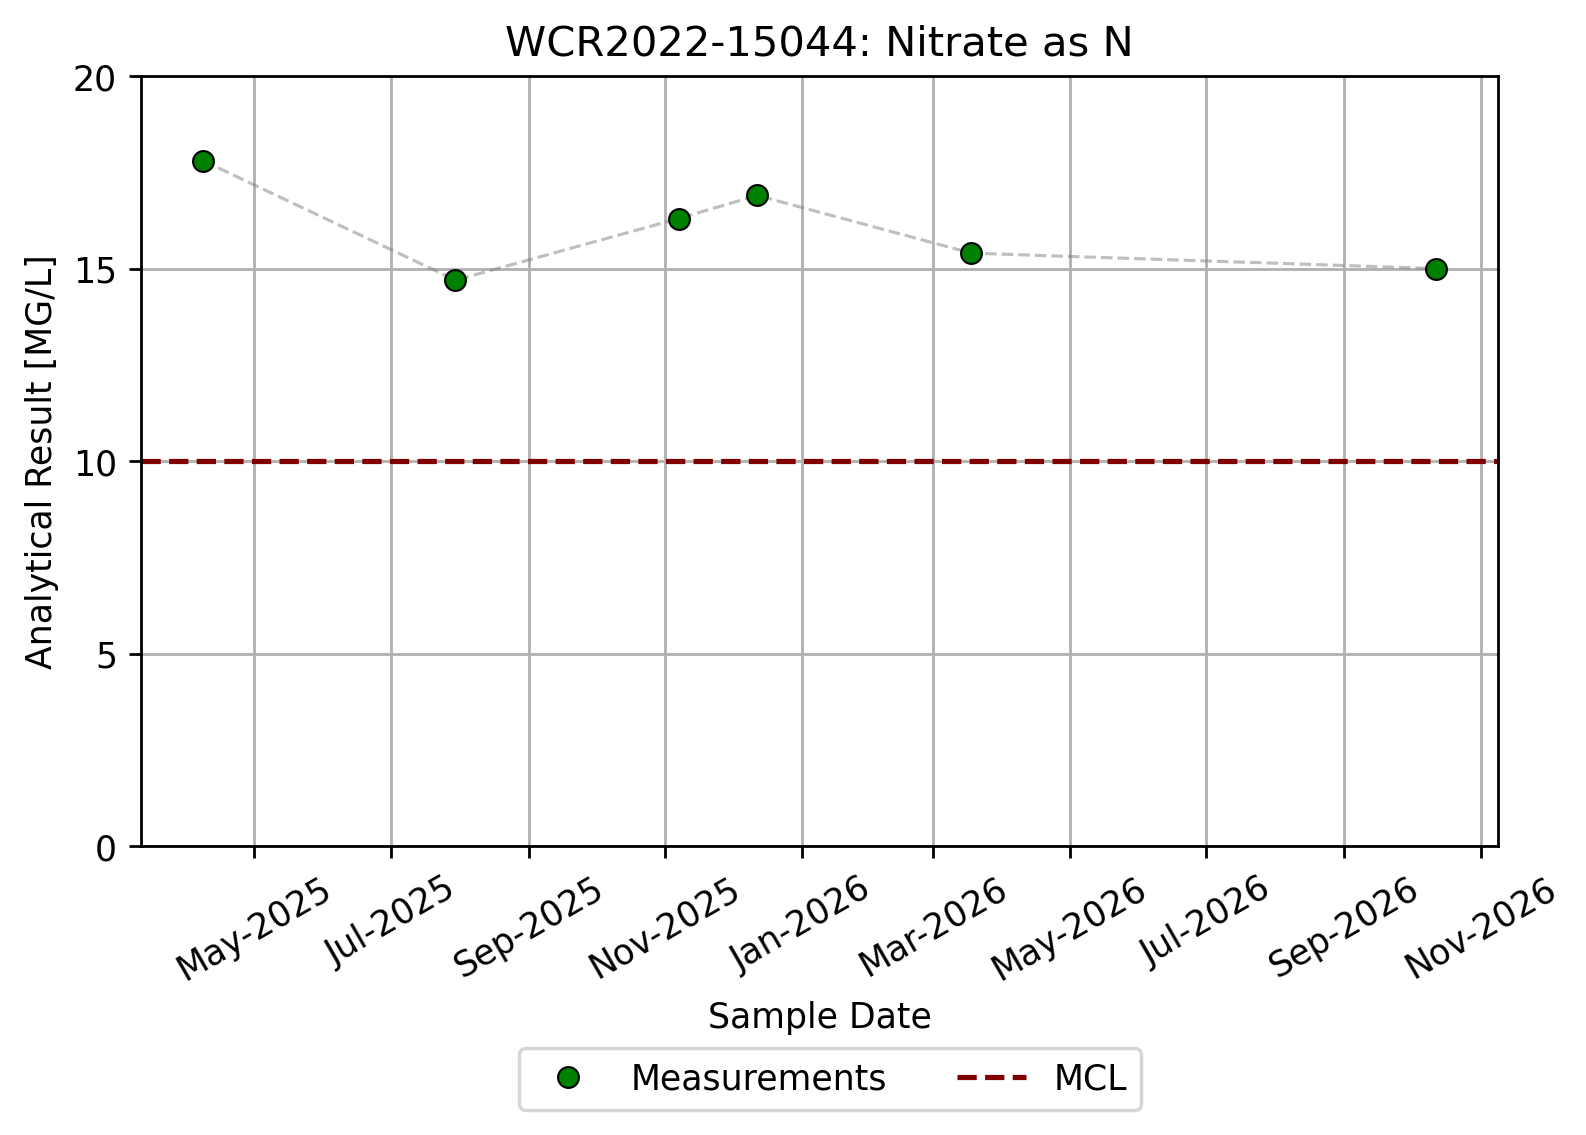 WCR2022-15044: Nitrate as N
20
15
10
5
0
Analytical Result [MG/L]
May-2025
Jul-2025
Sep-2025
Nov-2025
Jan-2026
Mar-2026
May-2026
Jul-2026
Sep-2026
Nov-2026
Sample Date
Measurements
MCL